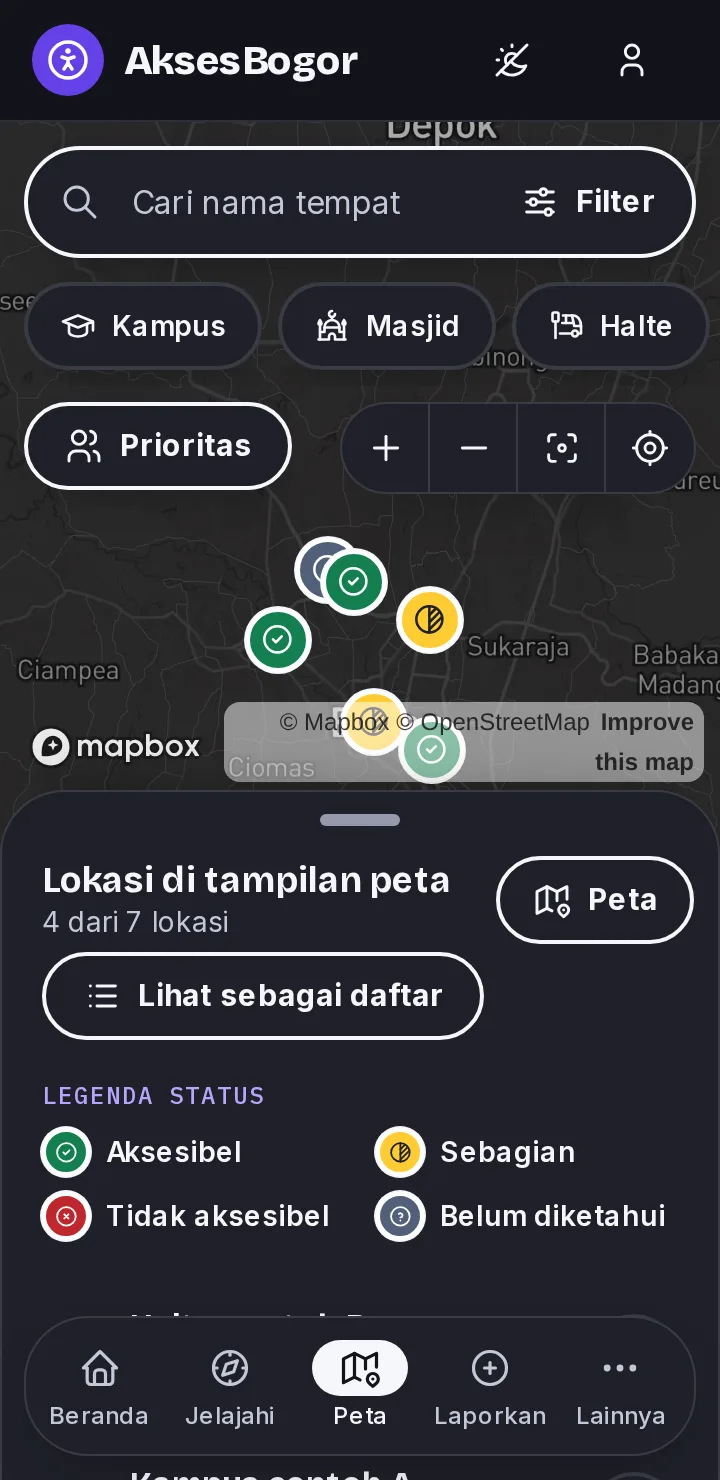 AksesBogor
Depok
Cari nama tempat
Filter
Kampus
Masjid
Halte
Prioritas
Sukaraja
Ciampea
© Mapbox © OpenStreetMap Improve
this map
mapbox
Ciomas
Lokasi di tampilan peta
4 dari 7 lokasi
Peta
Lihat sebagai daftar
LEGENDA STATUS
Aksesibel
Sebagian
Tidak aksesibel
Belum diketahui
Beranda
Jelajahi
Peta
Laporkan
Lainnya
Kampus contoh A